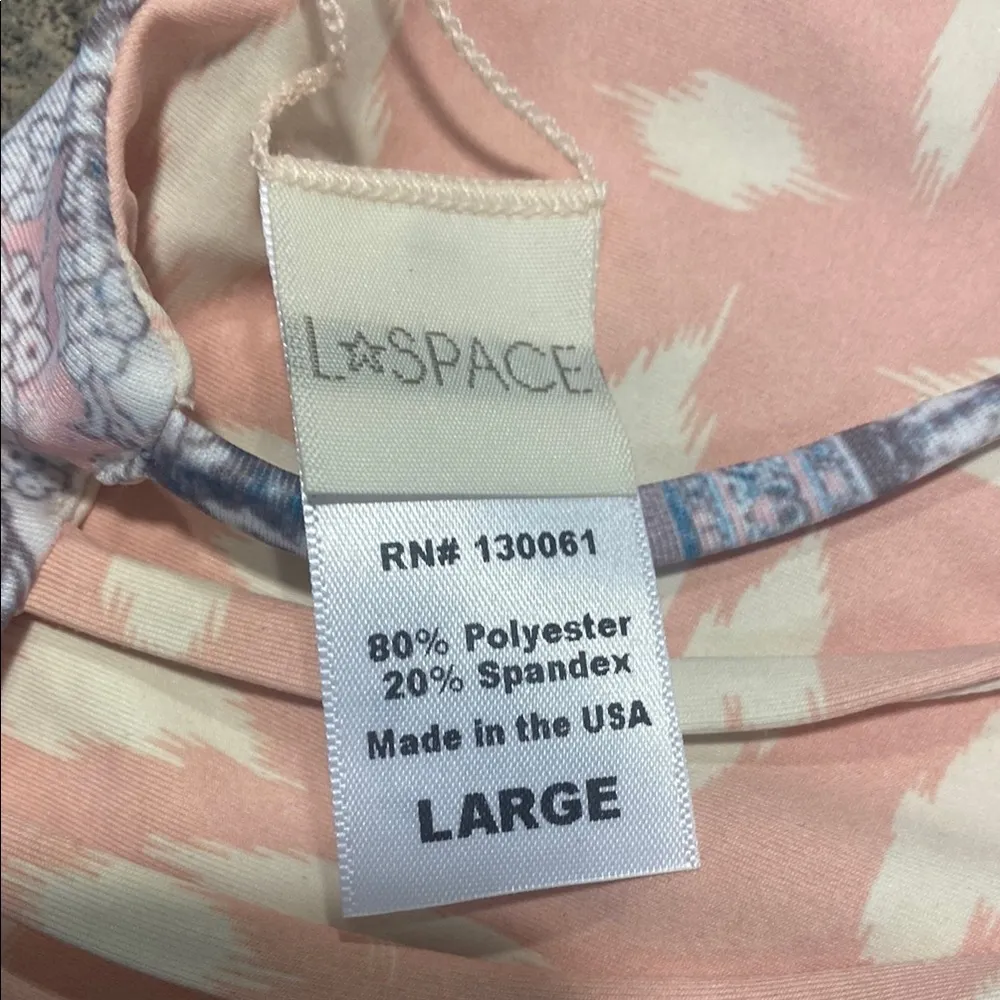 L☆SPACE
RN# 130061
80% Polyester
20% Spandex
Made in the USA
LARGE